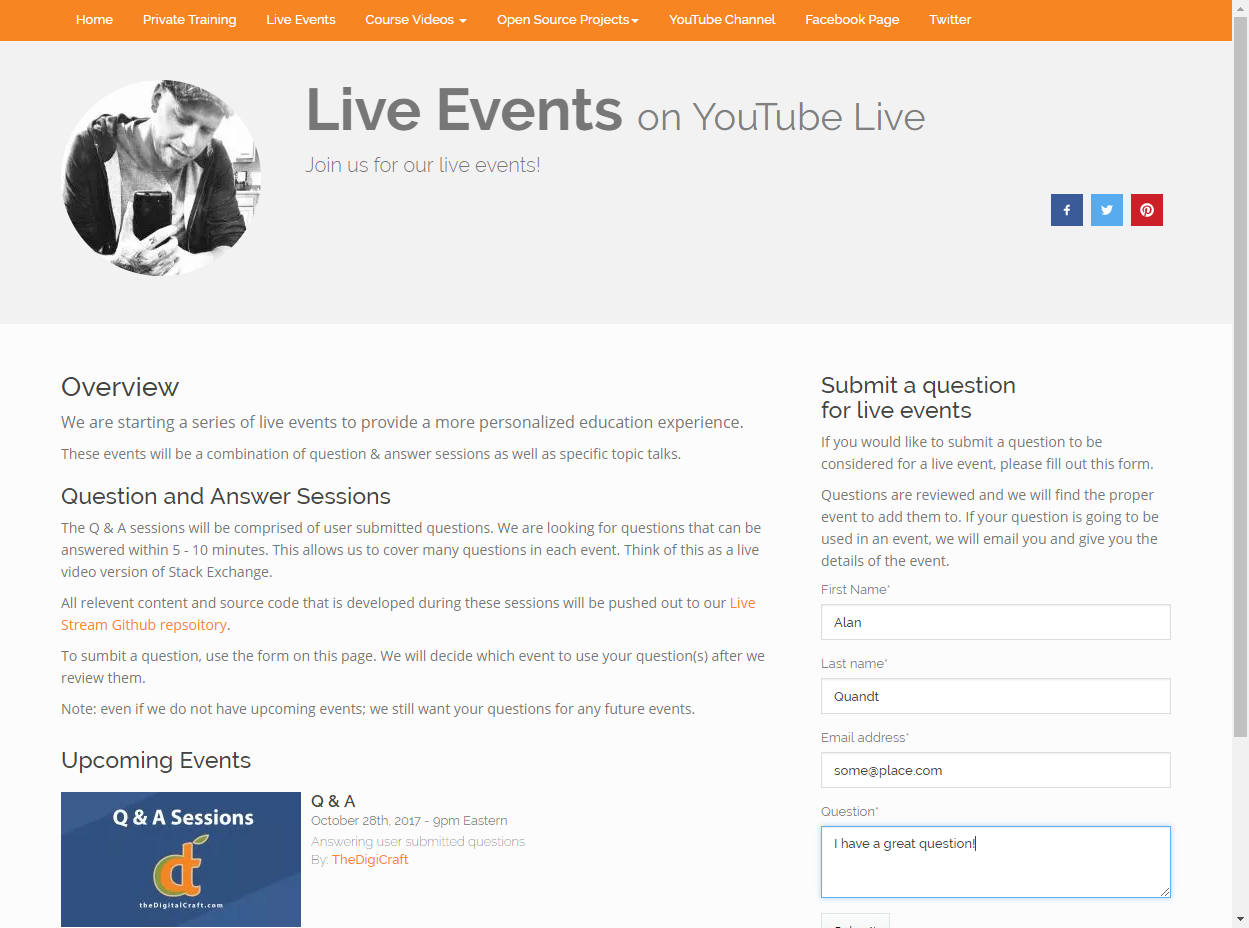 Home Private Training Live Events Course Videos Open Source Projects YouTube Channel Facebook Page Twitter
Live Events on YouTube Live
Join us for our live events!
Overview
We are starting a series of live events to provide a more personalized education experience.
These events will be a combination of question & answer sessions as well as specific topic talks.
Question and Answer Sessions
The Q & A sessions will be comprised of user submitted questions. We are looking for questions that can be
answered within 5 - 10 minutes. This allows us to cover many questions in each event. Think of this as a live
video version of Stack Exchange.
All relevent content and source code that is developed during these sessions will be pushed out to our Live
Stream Github repsoitory.
To sumbit a question, use the form on this page. We will decide which event to use your question(s) after we
review them.
Note: even if we do not have upcoming events; we still want your questions for any future events.
Upcoming Events
Q & A Sessions
theDigitalCraft.com
Q & A
October 28th, 2017 - 9pm Eastern
Answering user submitted questions
By: TheDigiCraft
Submit a question
for live events
If you would like to submit a question to be
considered for a live event, please fill out this form.
Questions are reviewed and we will find the proper
event to add them to. If your question is going to be
used in an event, we will email you and give you the
details of the event.
First Name*
Alan
Last name*
Quandt
Email address*
some@place.com
Question*
I have a great question!